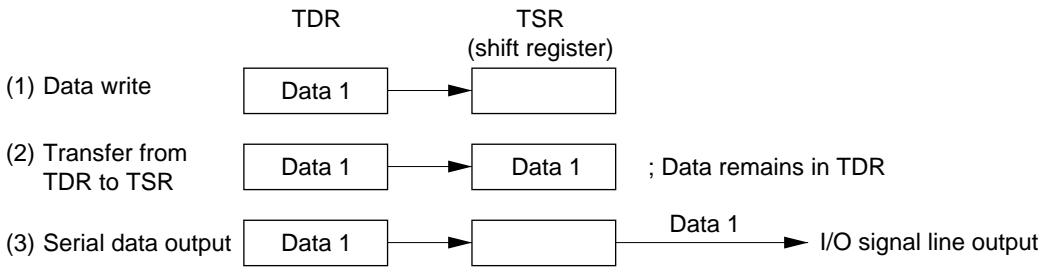 TDR TSR
(shift register)
(1) Data write Data 1
(2) Transfer from
TDR to TSR Data 1 Data 1 ; Data remains in TDR
(3) Serial data output Data 1 Data 1 I/O signal line output